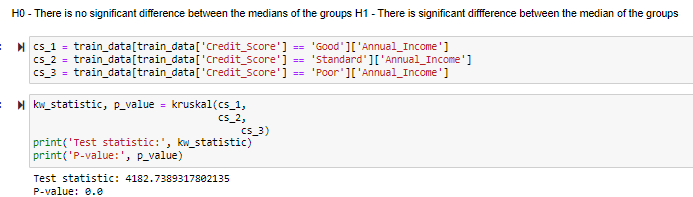 H0 - There is no significant difference between the medians of the groups H1 - There is significant diffference between the median of the groups
cs_1 = train_data[train_data['Credit_Score'] == 'Good']['Annual_Income']
cs_2 = train_data[train_data['Credit_Score'] == 'Standard']['Annual_Income']
cs_3 = train_data[train_data['Credit_Score'] == 'Poor']['Annual_Income']
kw_statistic, p_value = kruskal(cs_1,
cs_2,
cs_3)
print('Test statistic:', kw_statistic)
print('P-value:', p_value)
Test statistic: 4182.7389317802135
P-value: 0.0